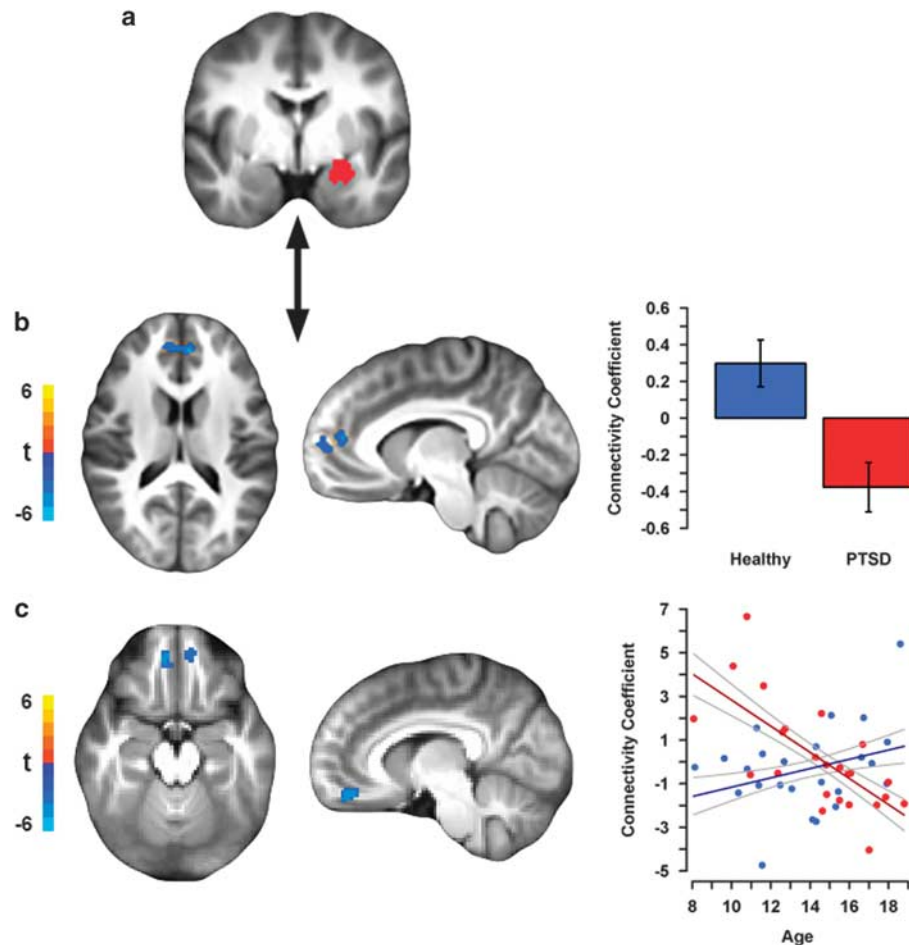 a
b
6
t
-6
Connectivity Coefficient
0.6
0.4
0.2
0
-0.2
-0.4
-0.6
Healthy PTSD
c
6
t
-6
Connectivity Coefficient
7
5
3
1
-1
-3
-5
8 10 12 14 16 18
Age